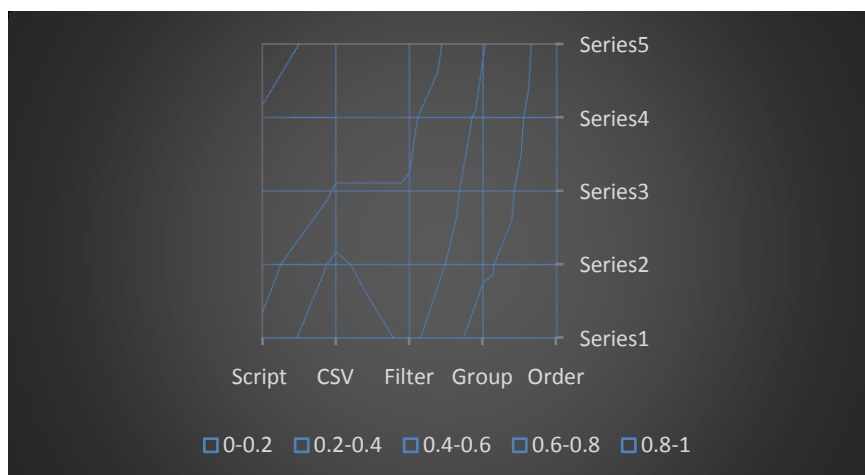 Series5
Series4
Series3
Series2
Series1
Script CSV Filter Group Order
0-0.2 0.2-0.4 0.4-0.6 0.6-0.8 0.8-1